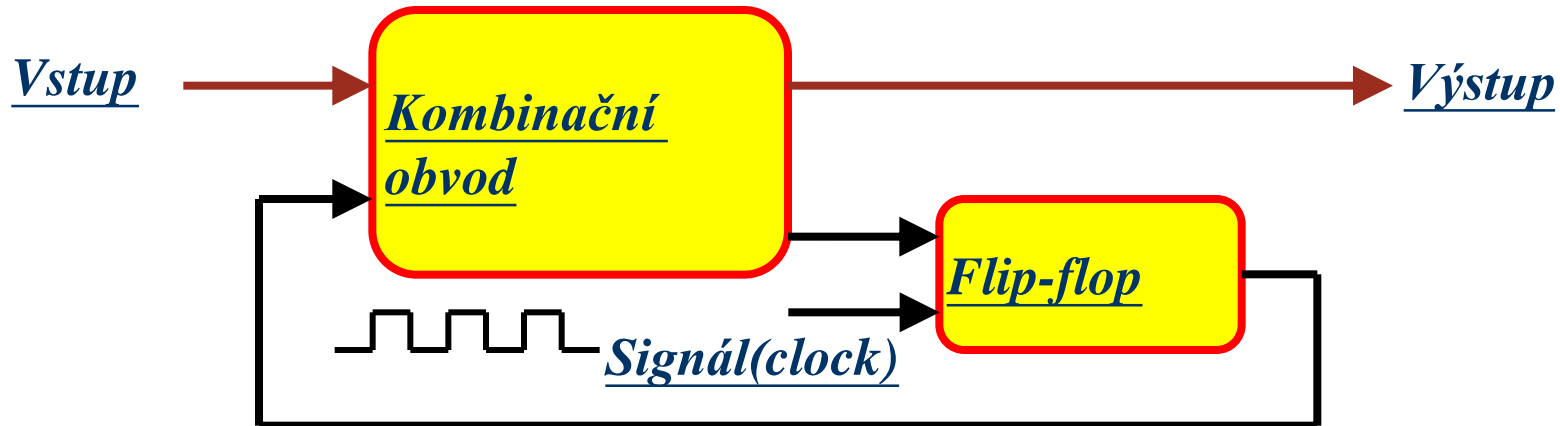 Vstup
Kombinační
obvod
Výstup
Flip-flop
Signál(clock)